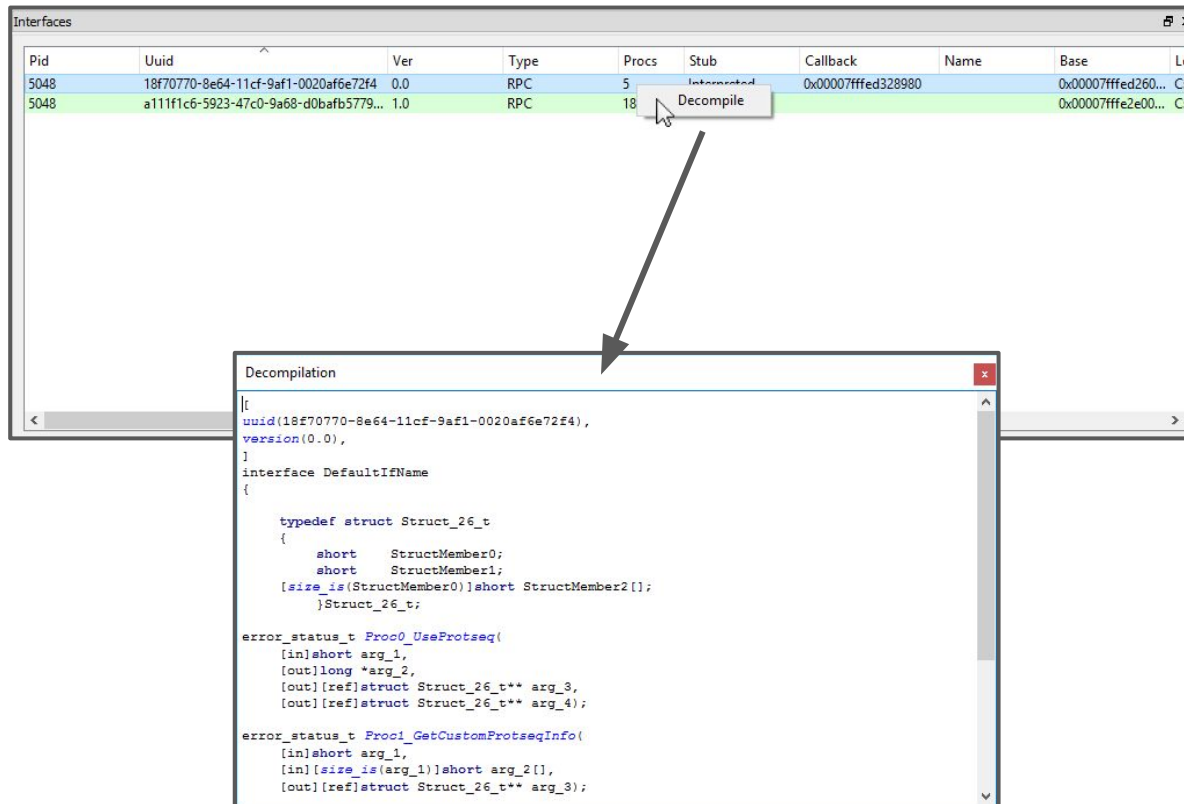 Interfaces
Pid Uuid Ver Type Procs Stub Callback Name Base
5048 18f70770-8e64-11cf-9af1-0020af6e72f4 0.0 RPC 5 Interpreted 0x00007fffed328980 0x00007fffed260...
5048 a111f1c6-5923-47c0-9a68-d0bafb5779... 1.0 RPC 18 0x00007fffe2e00...
Decompile
Decompilation
[
uuid(18f70770-8e64-11cf-9af1-0020af6e72f4),
version(0.0),
]
interface DefaultIfName
{
typedef struct Struct_26_t
{
short StructMember0;
short StructMember1;
[size_is(StructMember0)]short StructMember2[];
}Struct_26_t;
error_status_t Proc0_UseProtseq(
[in]short arg_1,
[out]long *arg_2,
[out][ref]struct Struct_26_t** arg_3,
[out][ref]struct Struct_26_t** arg_4);
error_status_t Proc1_GetCustomProtseqInfo(
[in]short arg_1,
[in][size_is(arg_1)]short arg_2[],
[out][ref]struct Struct_26_t** arg_3);